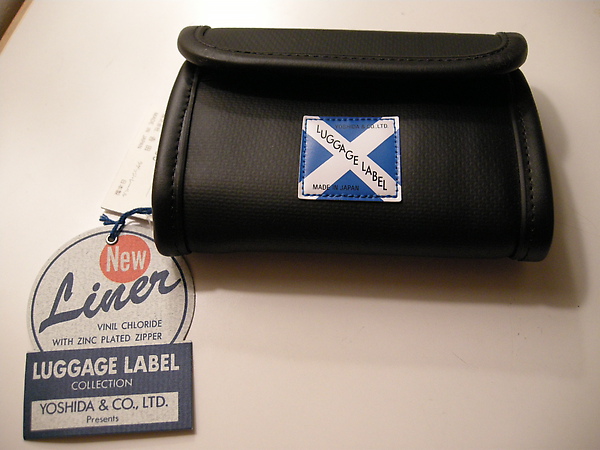 YOSHIDA & CO., LTD.
LUGGAGE LABEL
MADE IN JAPAN
New
Liner
VINIL CHLORIDE
WITH ZINC PLATED ZIPPER
LUGGAGE LABEL
COLLECTION
YOSHIDA & CO., LTD.
Presents